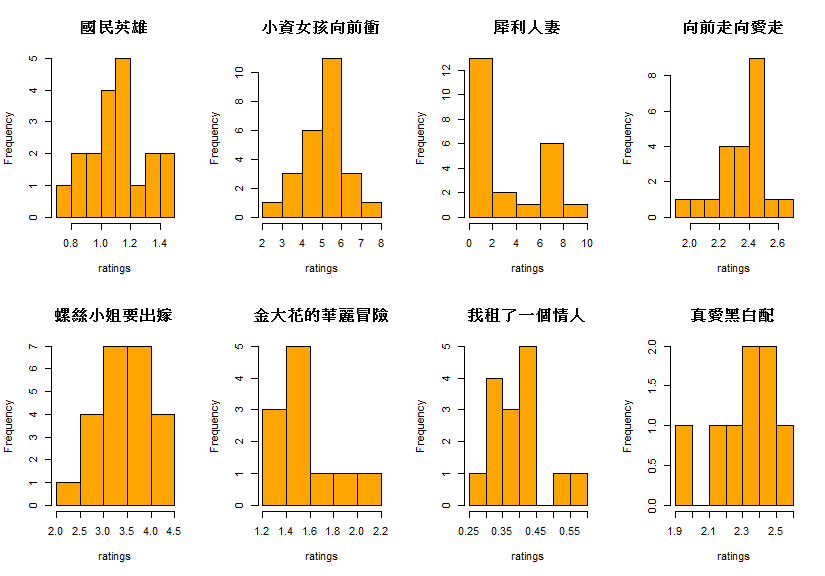 國民英雄
Frequency
5
4
3
2
1
0
0.8 1.0 1.2 1.4
ratings
小資女孩向前衝
Frequency
10
8
6
4
2
0
2 3 4 5 6 7 8
ratings
犀利人妻
Frequency
12
10
8
6
4
2
0
0 2 4 6 8 10
ratings
向前走向愛走
Frequency
8
6
4
2
0
2.0 2.2 2.4 2.6
ratings
螺絲小姐要出嫁
Frequency
7
6
5
4
3
2
1
0
2.0 2.5 3.0 3.5 4.0 4.5
ratings
金大花的華麗冒險
Frequency
5
4
3
2
1
0
1.2 1.4 1.6 1.8 2.0 2.2
ratings
我租了一個情人
Frequency
5
4
3
2
1
0
0.25 0.35 0.45 0.55
ratings
真愛黑白配
Frequency
2.0
1.5
1.0
0.5
0.0
1.9 2.1 2.3 2.5
ratings